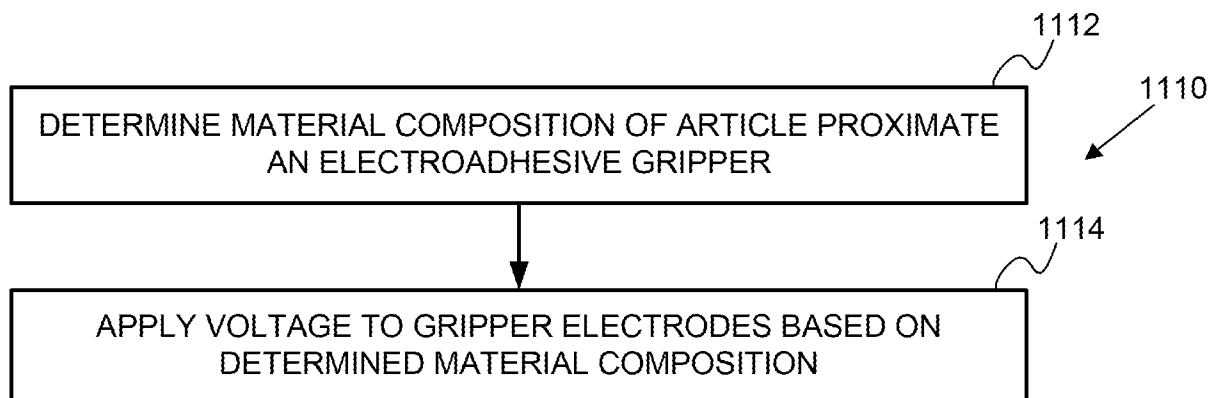 1112
1110
DETERMINE MATERIAL COMPOSITION OF ARTICLE PROXIMATE
AN ELECTROADHESIVE GRIPPER
1114
APPLY VOLTAGE TO GRIPPER ELECTRODES BASED ON
DETERMINED MATERIAL COMPOSITION